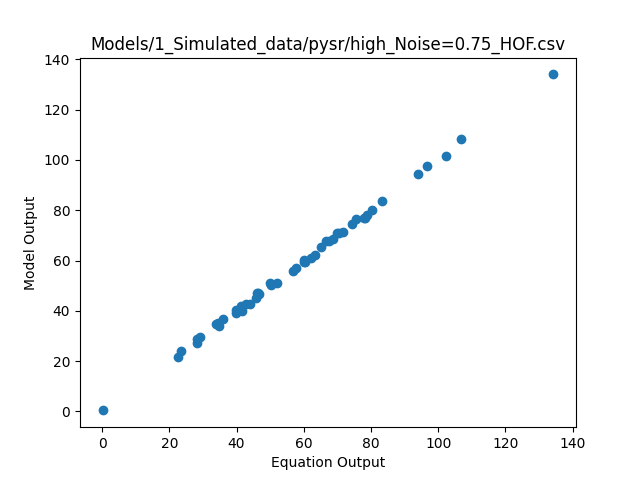 Models/1_Simulated_data/pysr/high_Noise=0.75_HOF.csv
140
120
100
80
60
40
20
0
Model Output
0 20 40 60 80 100 120 140
Equation Output